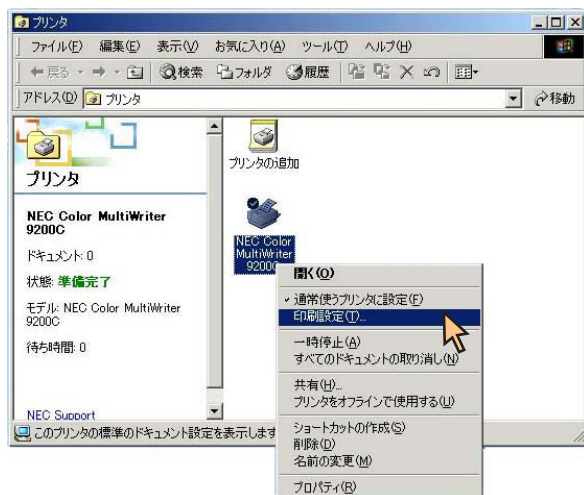 プリンタ
ファイル(F) 編集(E) 表示(V) お気に入り(A) ツール(T) ヘルプ(H)
戻る 検索 フォルダ 履歴
アドレス(D) プリンタ 移動
プリンタ
NEC Color MultiWriter
9200C
ドキュメント: 0
状態: 準備完了
モデル: NEC Color MultiWriter
9200C
待ち時間: 0
NEC Support
プリンタの追加
NEC Color
MultiWriter
9200C
開く(O)
通常使うプリンタに設定(F)
印刷設定(T)...
一時停止(A)
すべてのドキュメントの取り消し(N)
共有(H)...
プリンタをオフラインで使用する(U)
ショートカットの作成(S)
削除(D)
名前の変更(M)
プロパティ(R)
このプリンタの標準のドキュメント設定を表示します